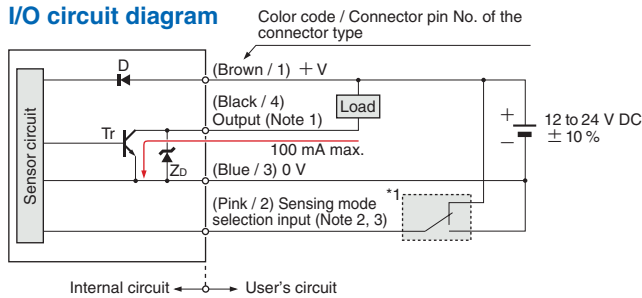 I/O circuit diagram
Color code / Connector pin No. of the
connector type
D
(Brown / 1) + V
(Black / 4)
Output (Note 1)
Load
Tr
ZD
100 mA max.
+
−
12 to 24 V DC
± 10 %
(Blue / 3) 0 V
Sensor circuit
(Pink / 2) Sensing mode
selection input (Note 2, 3)
*1
Internal circuit
User's circuit